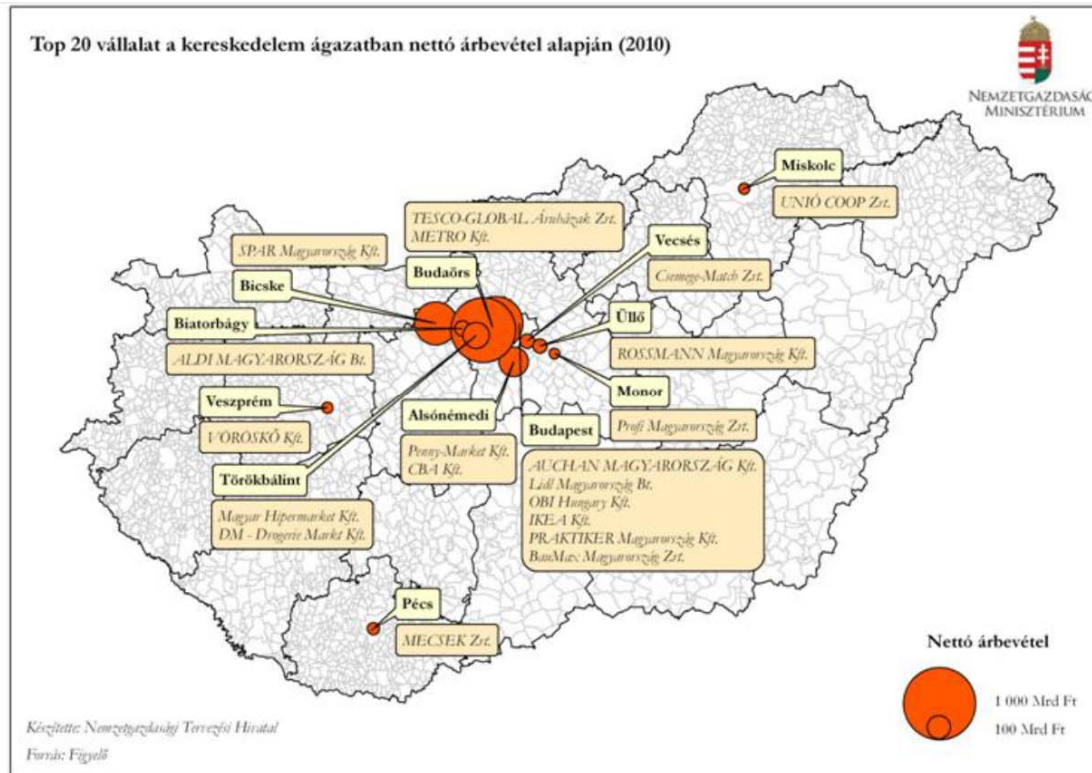 Top 20 vállalat a kereskedelem ágazatban nettó árbevétel alapján (2010)
NEMZETGAZDASÁGI
MINISZTÉRIUM
Miskolc
UNIÓ COOP Zrt.
TESCO-GLOBAL Áruházak Zrt.
METRO Kft.
Vecsés
Csemege-Match Zrt.
SPAR Magyarország Kft.
Budaörs
Bicske
Üllő
Biatorbágy
ROSSMANN Magyarország Kft.
ALDI MAGYARORSZÁG Bt.
Veszprém
Alsónémedi
Monor
VÖRÖSKŐ Kft.
Budapest
Profi Magyarország Zrt.
Penny-Market Kft.
CBA Kft.
Törökbálint
AUCHAN MAGYARORSZÁG Kft.
Lidl Magyarország Bt.
OBI Hungary Kft.
IKEA Kft.
PRAKTIKER Magyarország Kft.
BauMax Magyarország Zrt.
Magyar Hipermarket Kft.
DM - Drogerie Markt Kft.
Pécs
MECSEK Zrt.
Nettó árbevétel
1 000 Mrd Ft
100 Mrd Ft
Készítette: Nemzetgazdasági Tervezési Hivatal
Forrás: Figyelő